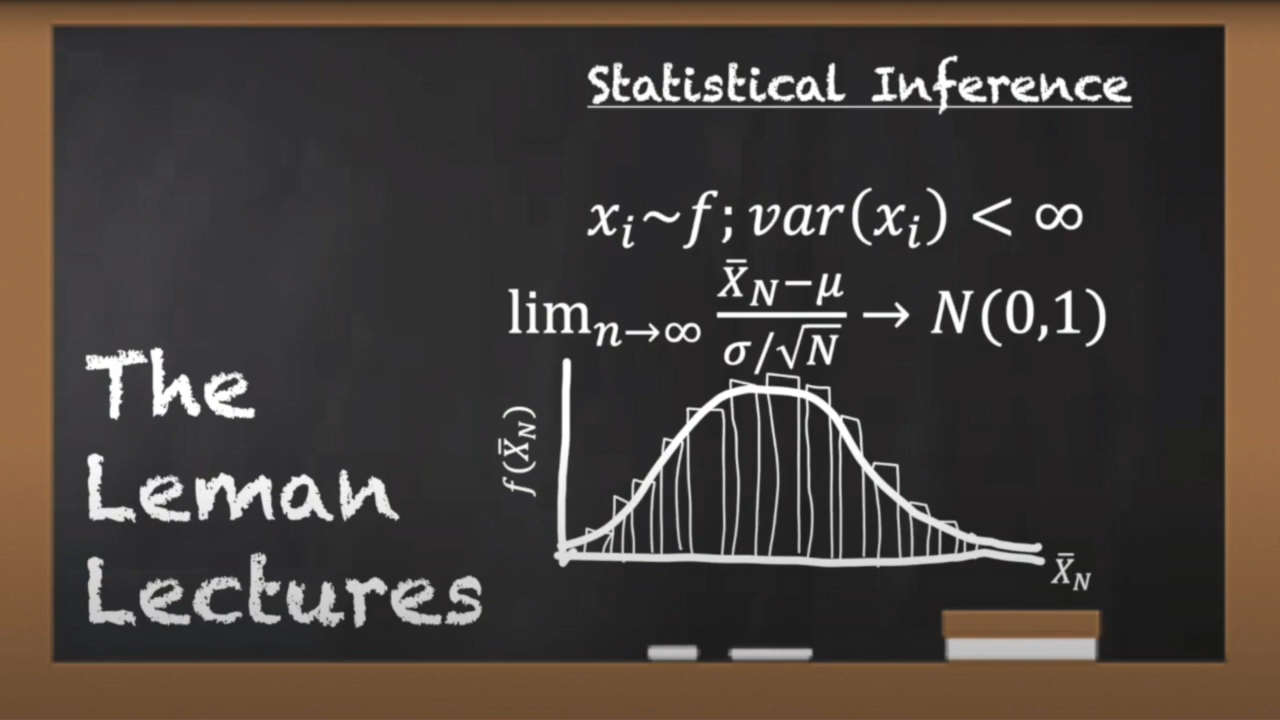 Statistical Inference
x_i~f; var(x_i) < ∞
lim_{n→∞} (X̄_N−μ)/(σ/√N) → N(0,1)
The
Leman
Lectures
f(X̄_N)
X̄_N